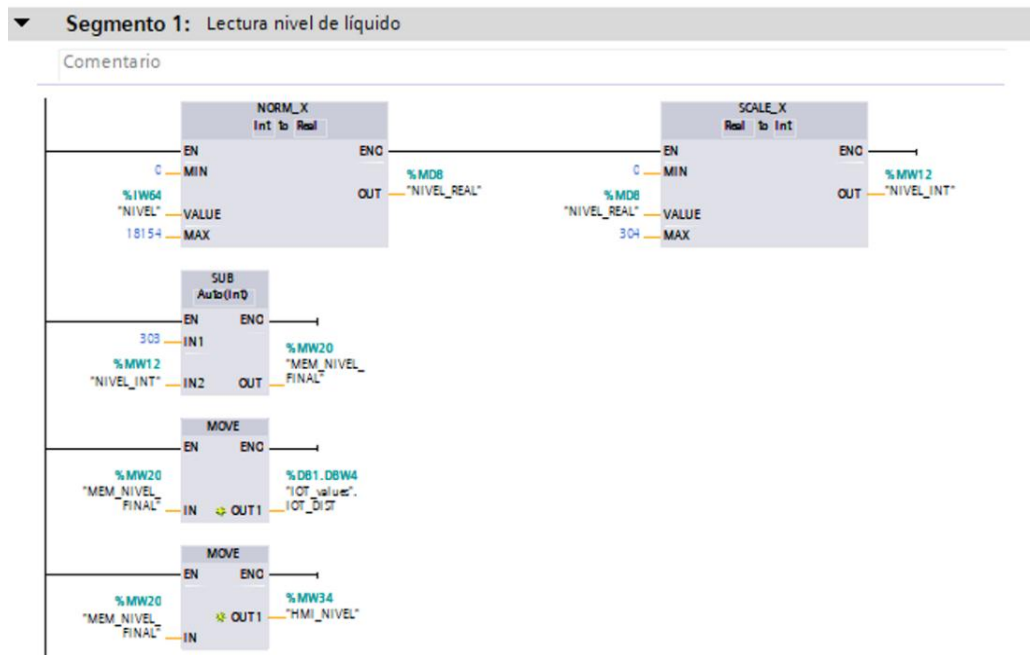 Segmento 1: Lectura nivel de líquido
Comentario
NORM_X
Int to Real
EN
ENO
0
MIN
%IW64
"NIVEL"
VALUE
18154
MAX
OUT
%MD8
"NIVEL_REAL"
SCALE_X
Real to Int
EN
ENO
0
MIN
%MD8
"NIVEL_REAL"
VALUE
304
MAX
OUT
%MW12
"NIVEL_INT"
SUB
Auto(Int)
EN
ENO
303
IN1
%MW12
"NIVEL_INT"
IN2
OUT
%MW20
"MEM_NIVEL_
FINAL"
MOVE
EN
ENO
%MW20
"MEM_NIVEL_
FINAL"
IN
OUT1
%DB1.DBW4
"IOT_values".
IOT_DIST
MOVE
EN
ENO
%MW20
"MEM_NIVEL_
FINAL"
IN
OUT1
%MW34
"HMI_NIVEL"